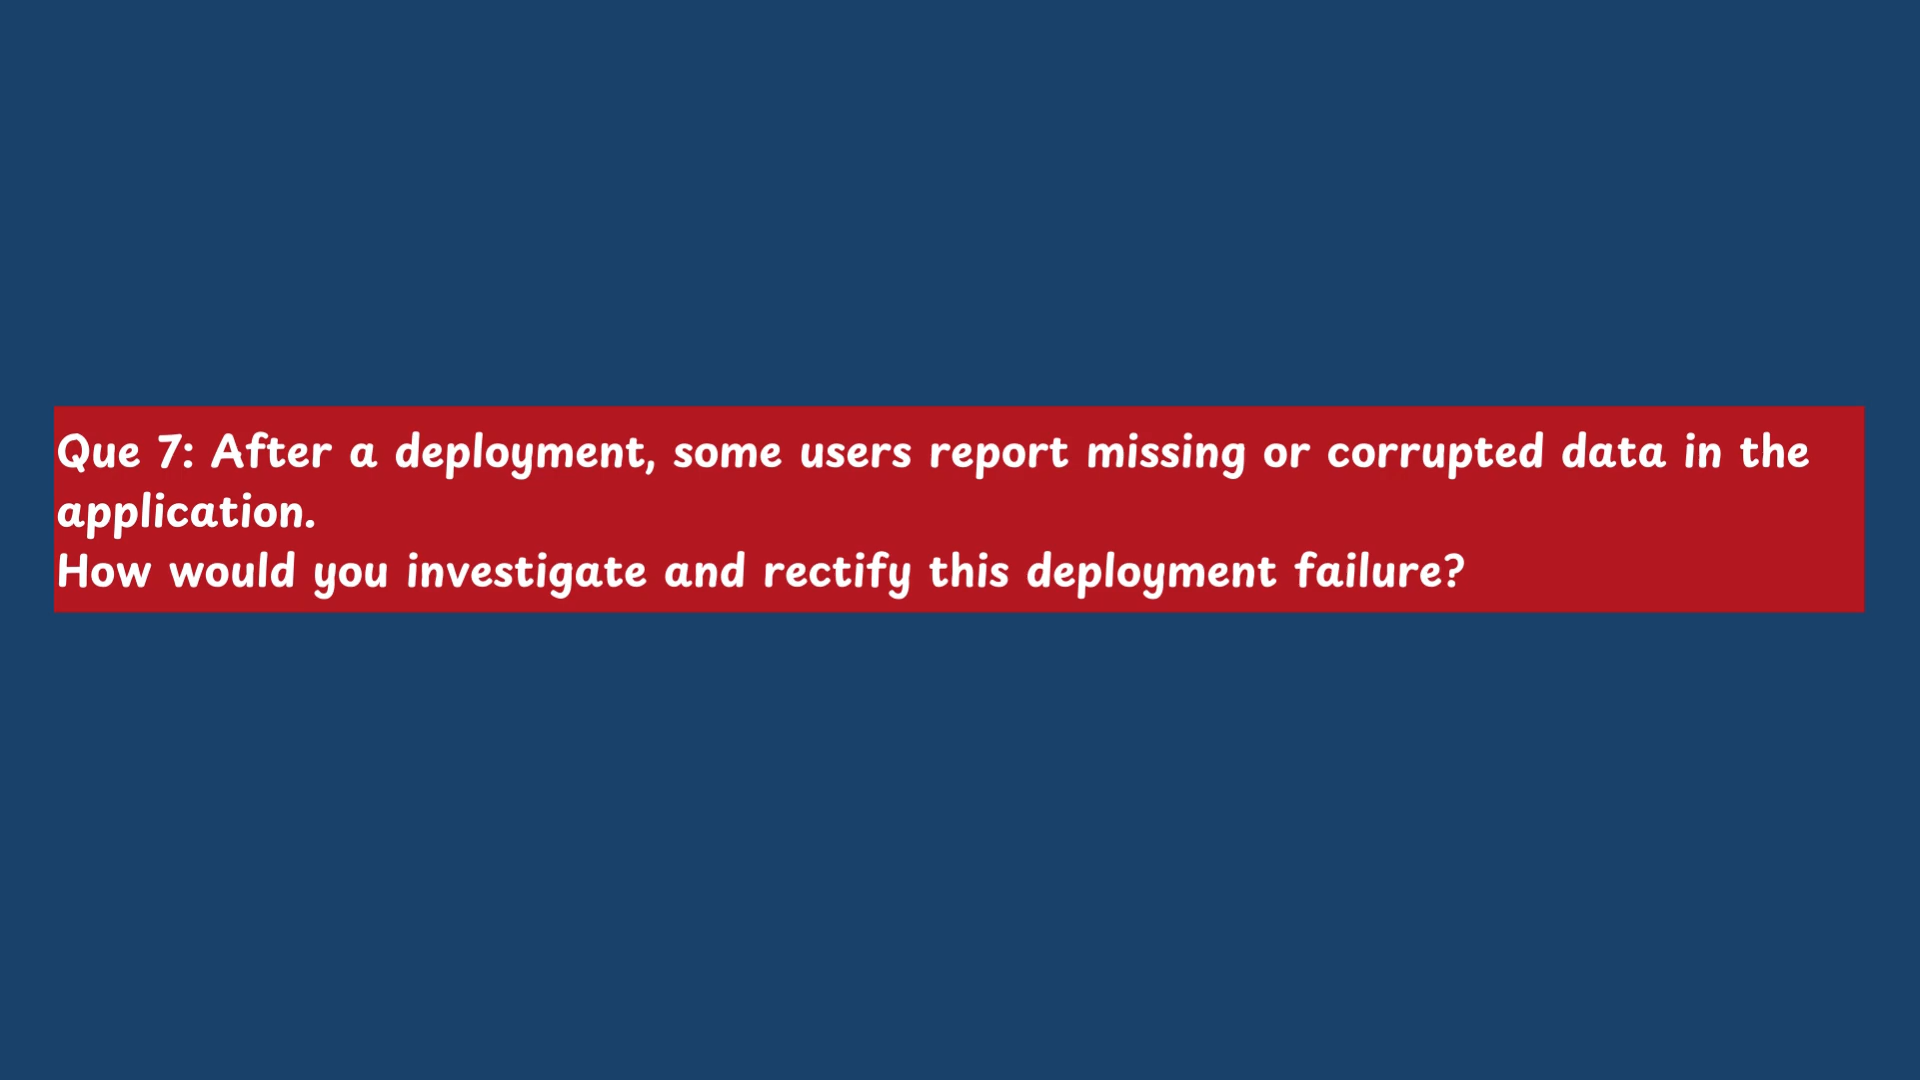 Que 7: After a deployment, some users report missing or corrupted data in the
application.
How would you investigate and rectify this deployment failure?